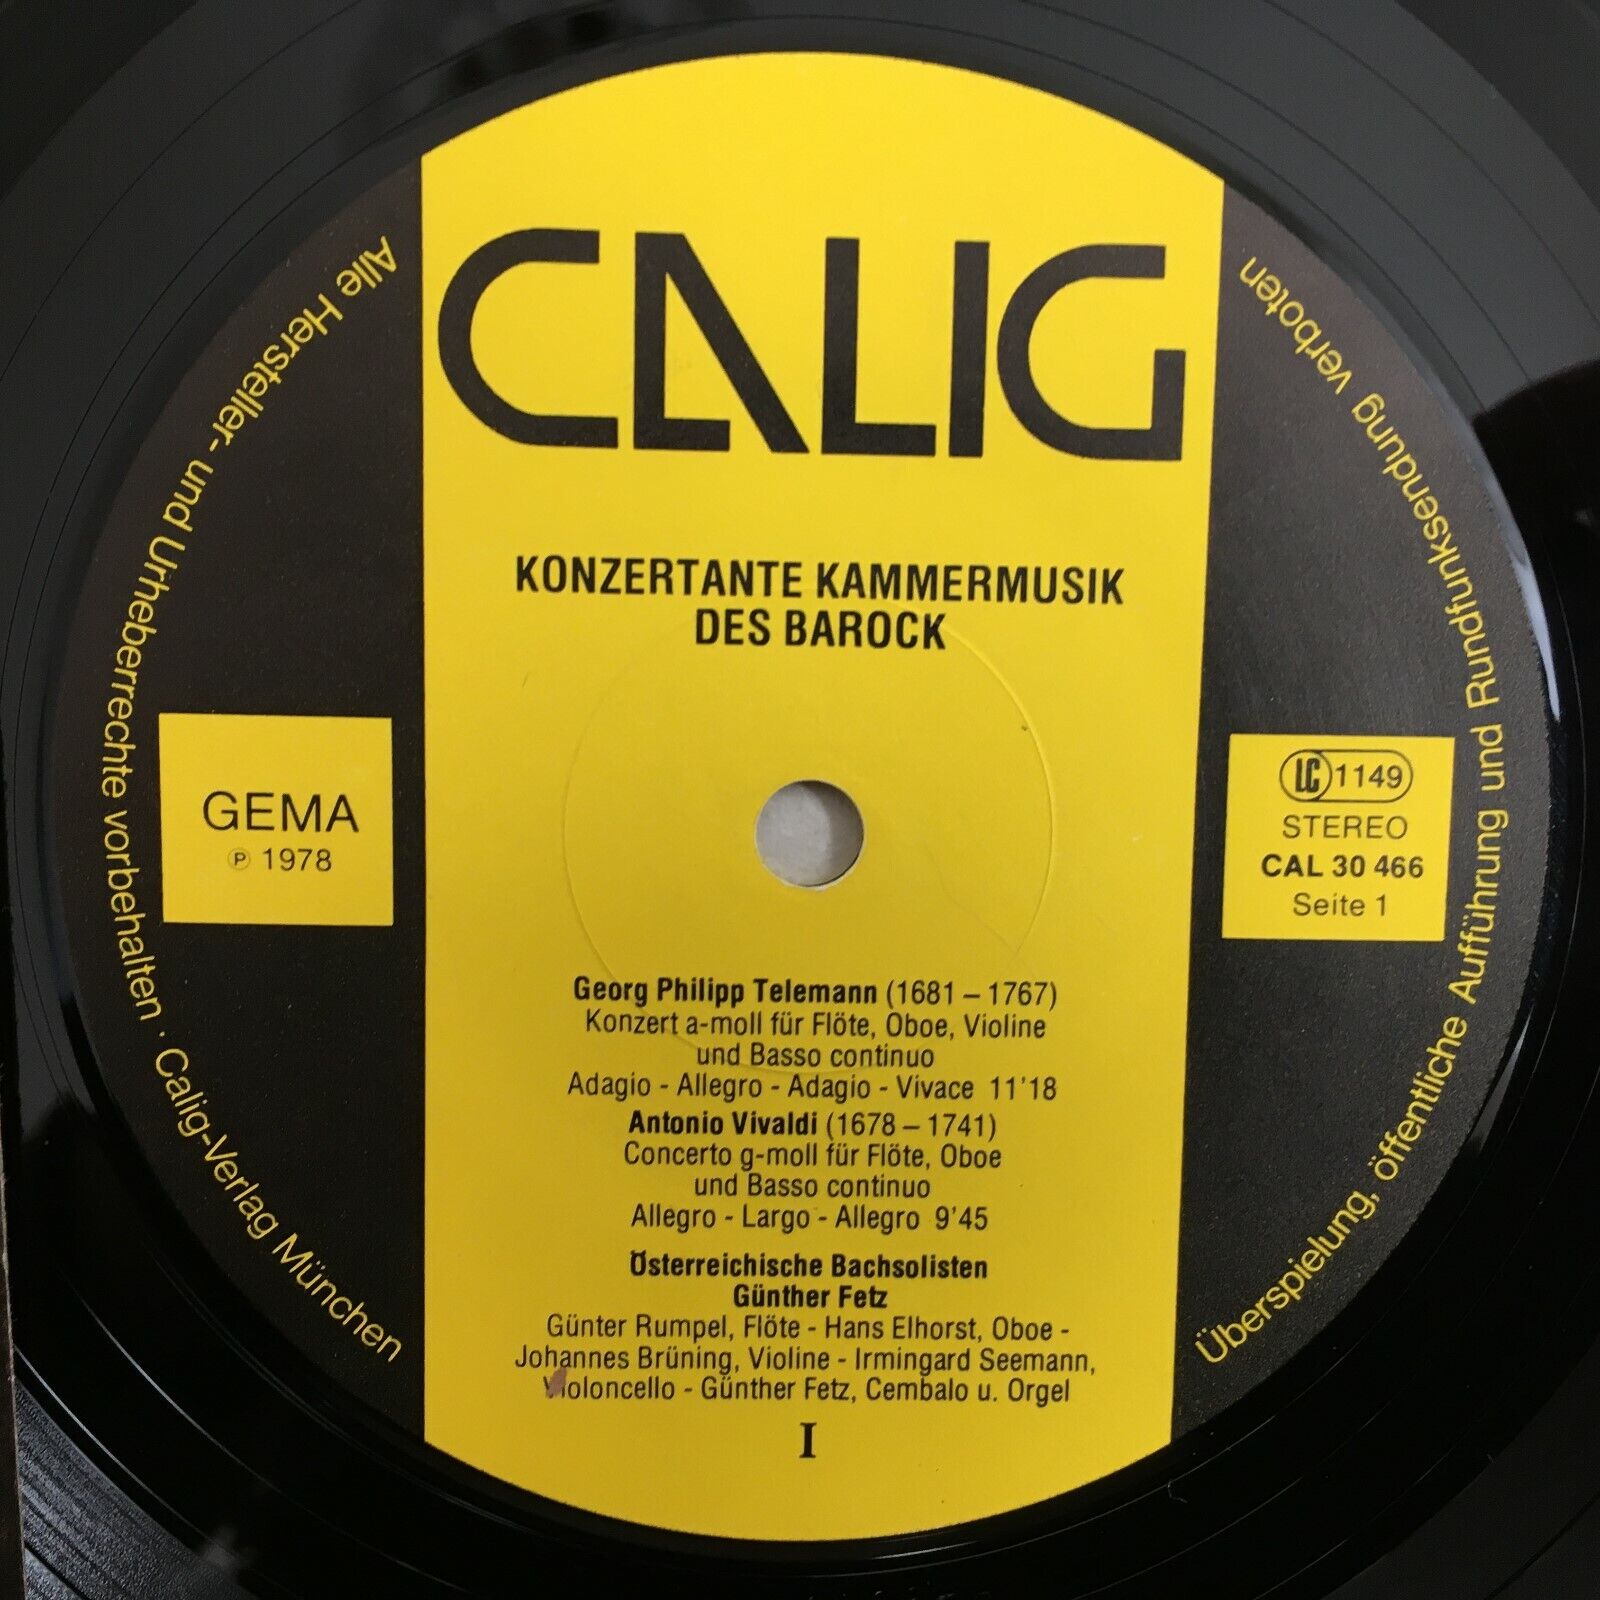 CALIG
KONZERTANTE KAMMERMUSIK
DES BAROCK
GEMA
Ⓟ 1978
LC 1149
STEREO
CAL 30 466
Seite 1
Georg Philipp Telemann (1681 – 1767)
Konzert a-moll für Flöte, Oboe, Violine
und Basso continuo
Adagio - Allegro - Adagio - Vivace 11'18
Antonio Vivaldi (1678 – 1741)
Concerto g-moll für Flöte, Oboe
und Basso continuo
Allegro - Largo - Allegro 9'45
Österreichische Bachsolisten
Günther Fetz
Günter Rumpel, Flöte - Hans Elhorst, Oboe -
Johannes Brüning, Violine - Irmingard Seemann,
Violoncello - Günther Fetz, Cembalo u. Orgel
I
Alle Hersteller- und Urheberrechte vorbehalten · Calig-Verlag München
Überspielung, öffentliche Aufführung und Rundfunksendung verboten